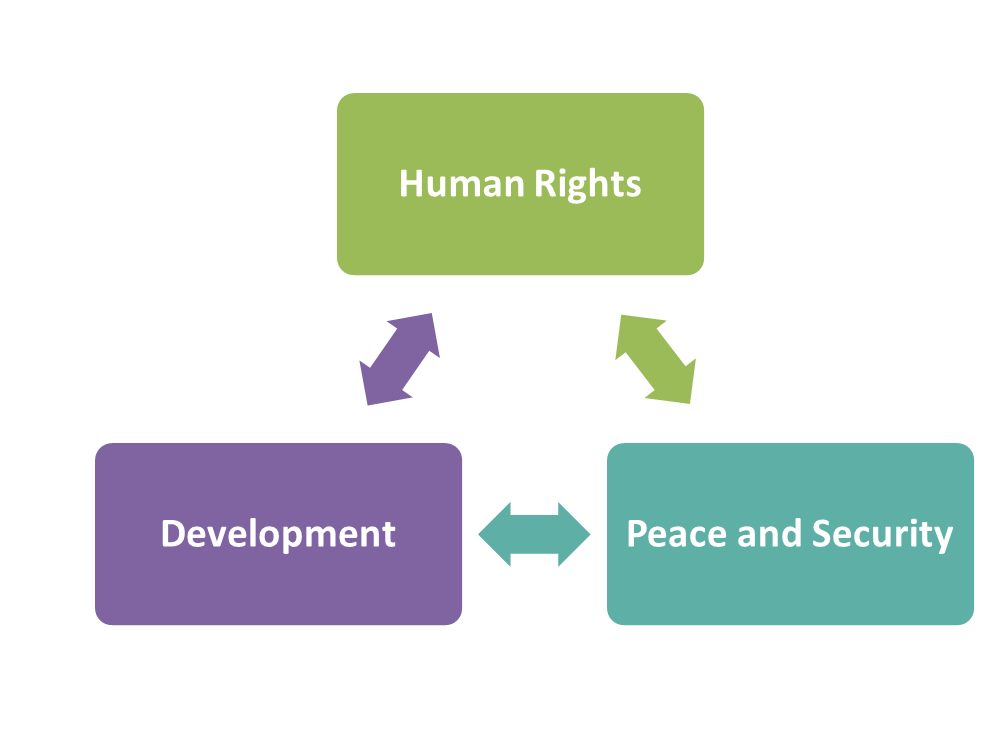 Human Rights
Development
Peace and Security